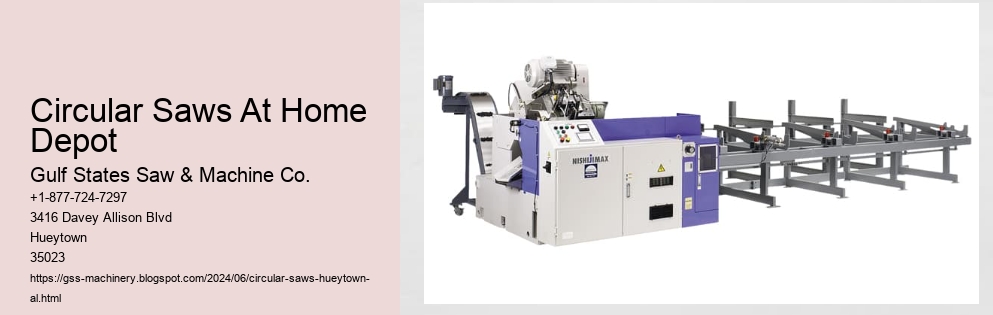 Circular Saws At Home
Depot
Gulf States Saw & Machine Co.
+1-877-724-7297
3416 Davey Allison Blvd
Hueytown
35023
https://gss-machinery.blogspot.com/2024/06/circular-saws-hueytown-
al.html
NISHIJIMAX